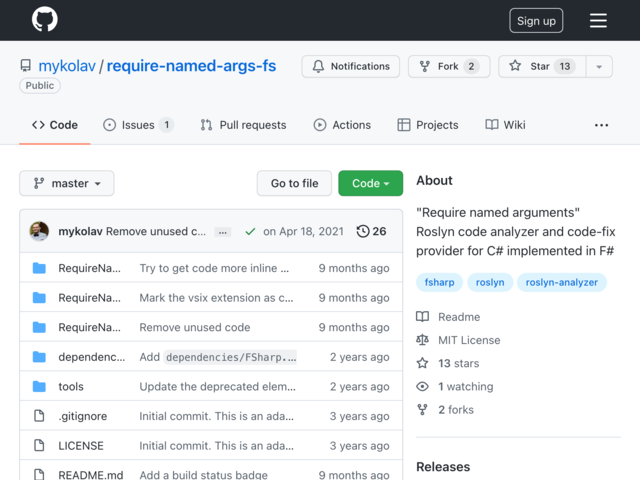 Sign up
mykolav / require-named-args-fs
Public
Notifications
Fork 2
Star 13
Code
Issues 1
Pull requests
Actions
Projects
Wiki
master
Go to file
Code
mykolav Remove unused c... ... on Apr 18, 2021 26
RequireNa... Try to get code more inline ... 9 months ago
RequireNa... Mark the vsix extension as c... 9 months ago
RequireNa... Remove unused code 9 months ago
dependenc... Add dependencies/FSharp.... 2 years ago
tools Update the deprecated elem... 2 years ago
.gitignore Initial commit. This is an ada... 3 years ago
LICENSE Initial commit. This is an ada... 3 years ago
README.md Add a build status badge 9 months ago
About
"Require named arguments"
Roslyn code analyzer and code-fix
provider for C# implemented in F#
fsharp roslyn roslyn-analyzer
Readme
MIT License
13 stars
1 watching
2 forks
Releases